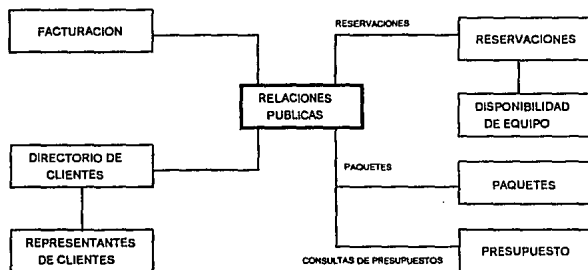 FACTURACION
RESERVACIONES
RESERVACIONES
RELACIONES
PUBLICAS
DISPONIBILIDAD
DE EQUIPO
DIRECTORIO DE
CLIENTES
PAQUETES
PAQUETES
REPRESENTANTES
DE CLIENTES
CONSULTAS DE PRESUPUESTOS
PRESUPUESTO